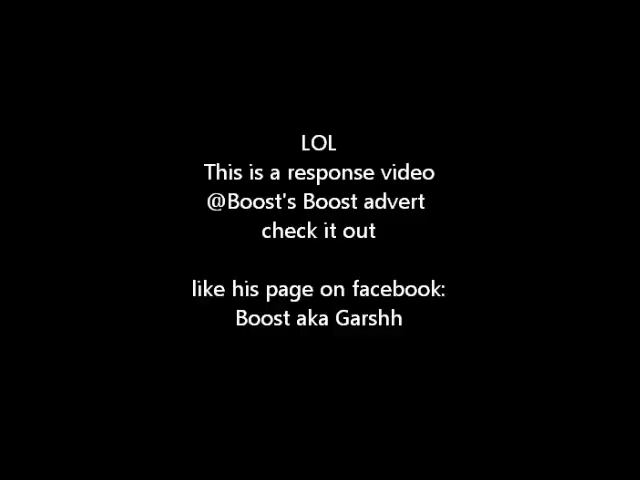 LOL
This is a response video
@Boost's Boost advert
check it out
like his page on facebook:
Boost aka Garshh